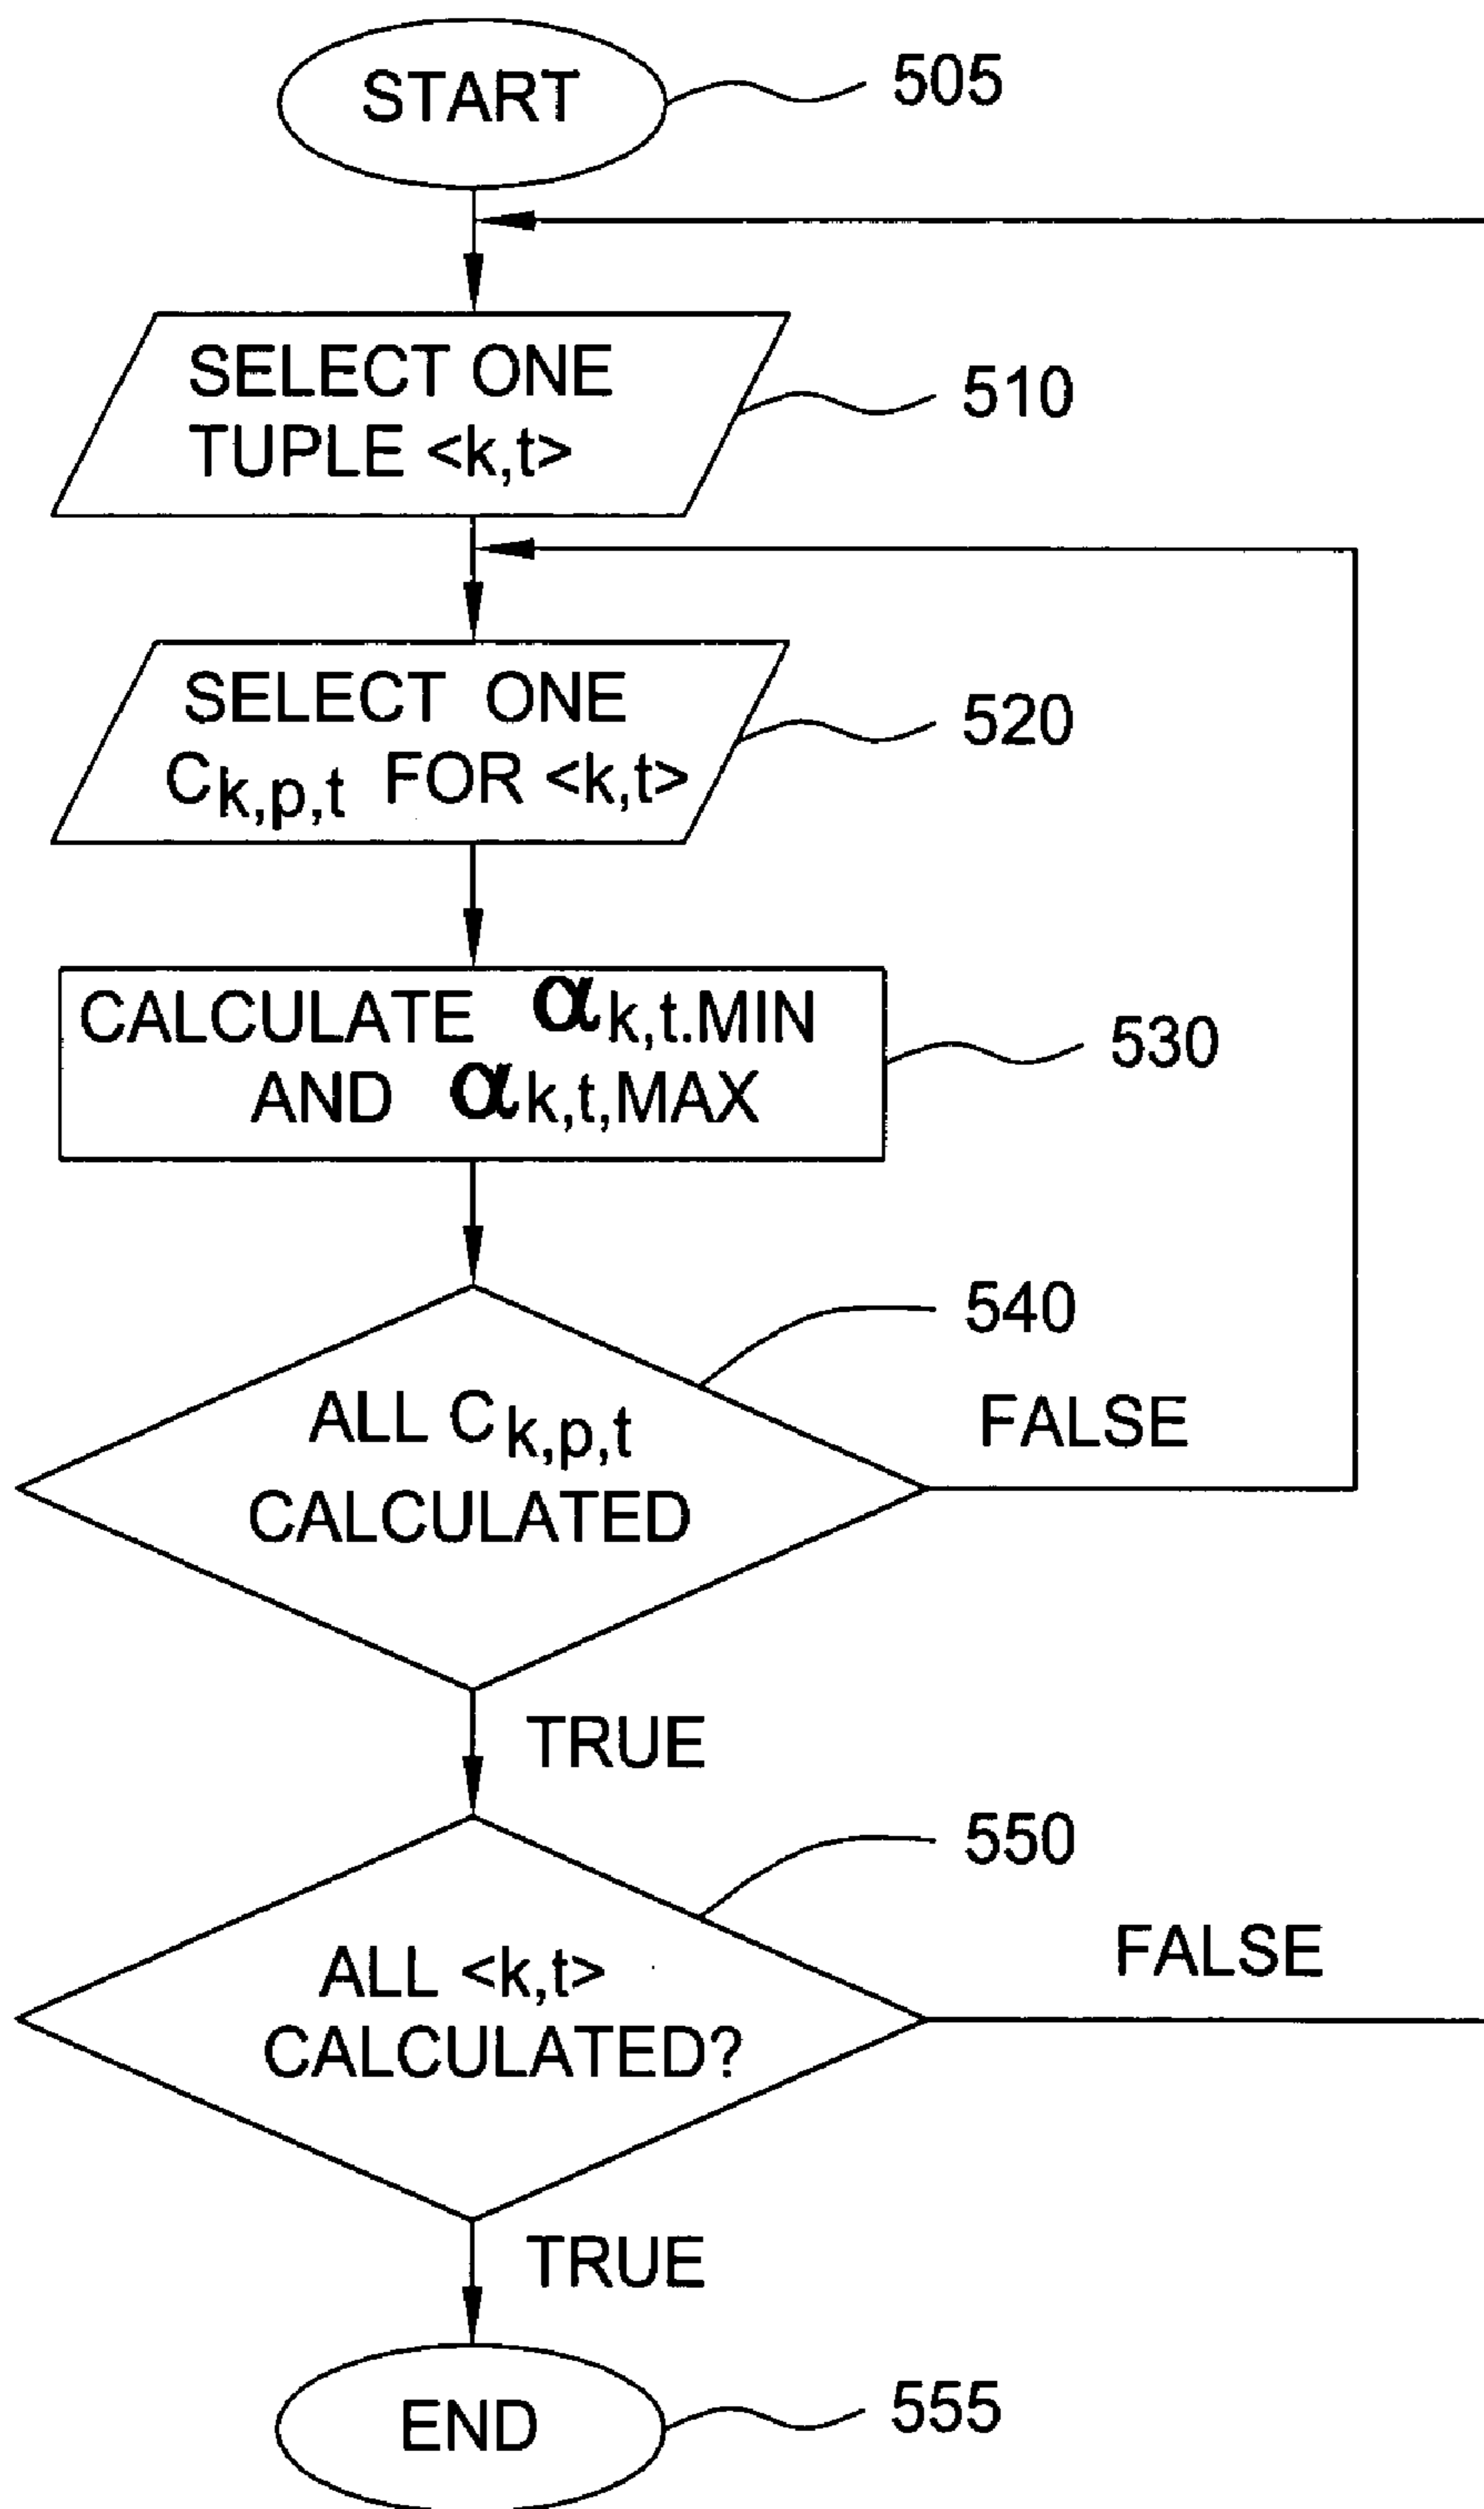 START
505
SELECT ONE
TUPLE <k,t>
510
SELECT ONE
Ck,p,t FOR <k,t>
520
CALCULATE αk,t.MIN
AND αk,t,MAX
530
540
ALL Ck,p,t
CALCULATED
FALSE
TRUE
550
ALL <k,t>
CALCULATED?
FALSE
TRUE
END
555